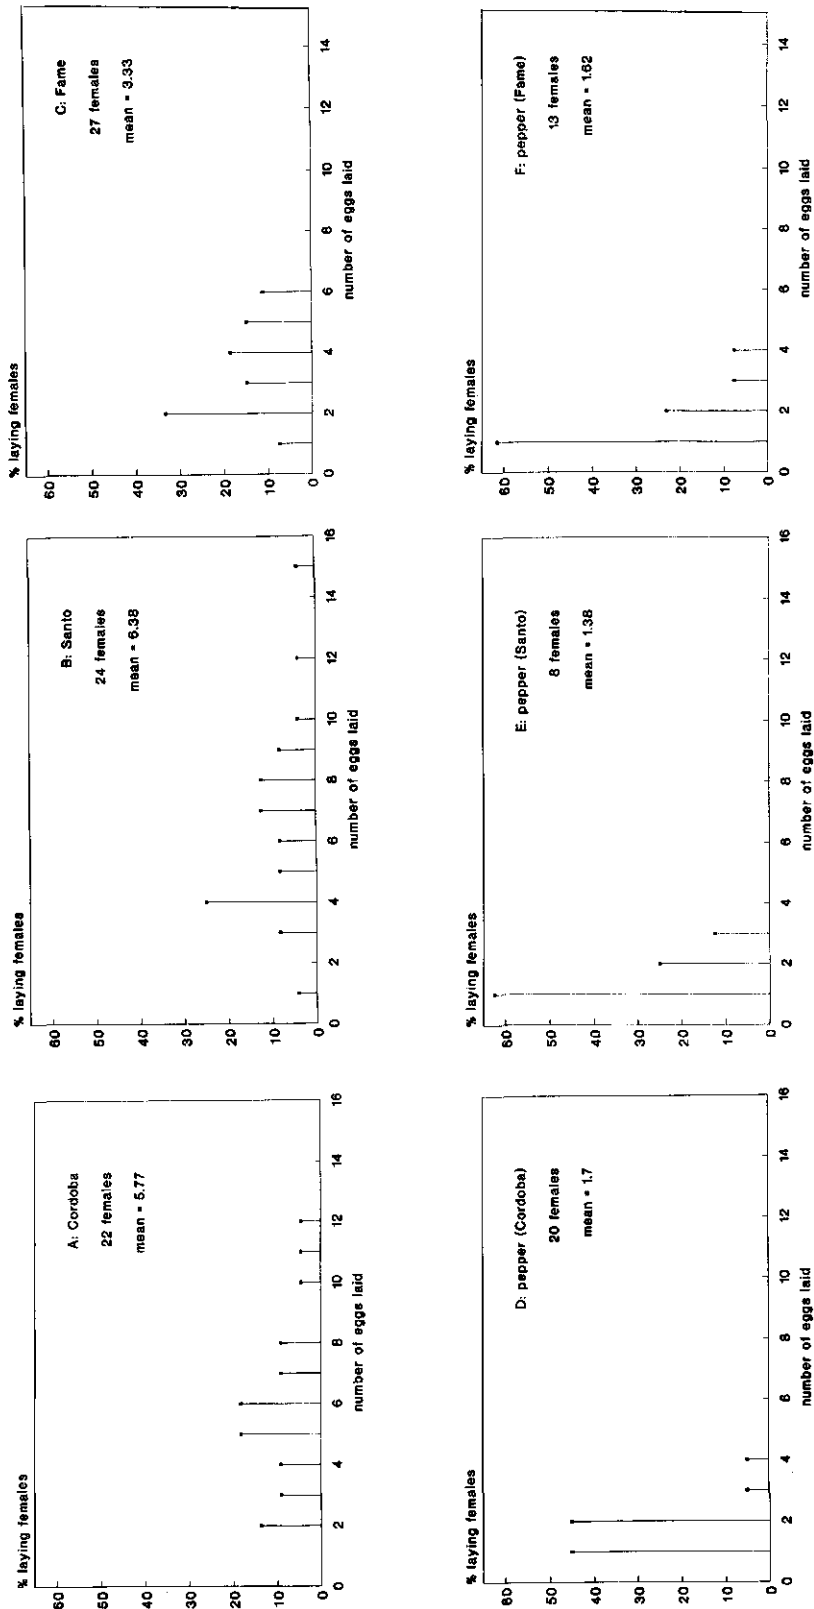 % laying females
60
50
40
30
20
10
0
A: Cordoba
22 females
mean = 5.77
0 2 4 6 8 10 12 14 16
number of eggs laid
% laying females
60
50
40
30
20
10
0
B: Santo
24 females
mean = 6.38
0 2 4 6 8 10 12 14 16
number of eggs laid
% laying females
60
50
40
30
20
10
0
C: Fame
27 females
mean = 3.33
0 2 4 6 8 10 12 14
number of eggs laid
% laying females
60
50
40
30
20
10
0
D: pepper (Cordoba)
20 females
mean = 1.7
0 2 4 6 8 10 12 14 16
number of eggs laid
% laying females
60
50
40
30
20
10
0
E: pepper (Santo)
8 females
mean = 1.38
0 2 4 6 8 10 12 14 16
number of eggs laid
% laying females
60
50
40
30
20
10
0
F: pepper (Fame)
13 females
mean = 1.62
0 2 4 6 8 10 12 14
number of eggs laid